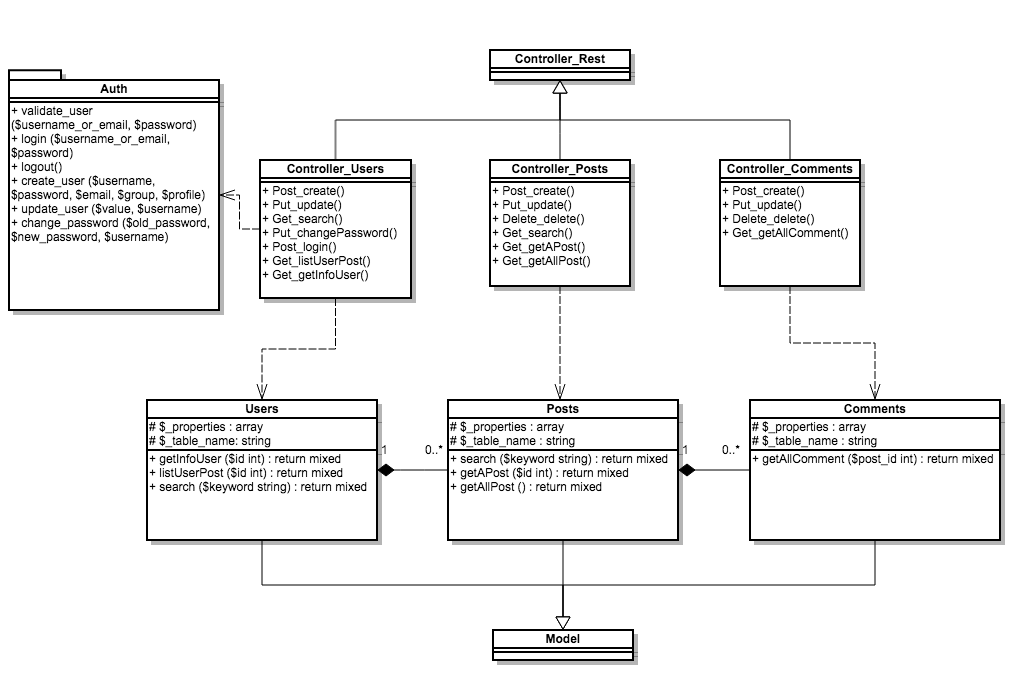 Controller_Rest
Auth
+ validate_user
($username_or_email, $password)
+ login ($username_or_email,
$password)
+ logout()
+ create_user ($username,
$password, $email, $group, $profile)
+ update_user ($value, $username)
+ change_password ($old_password,
$new_password, $username)
Controller_Users
+ Post_create()
+ Put_update()
+ Get_search()
+ Put_changePassword()
+ Post_login()
+ Get_listUserPost()
+ Get_getInfoUser()
Controller_Posts
+ Post_create()
+ Put_update()
+ Delete_delete()
+ Get_search()
+ Get_getAPost()
+ Get_getAllPost()
Controller_Comments
+ Post_create()
+ Put_update()
+ Delete_delete()
+ Get_getAllComment()
Users
# $_properties : array
# $_table_name: string
+ getInfoUser ($id int) : return mixed
+ listUserPost ($id int) : return mixed
+ search ($keyword string) : return mixed
1
0..*
Posts
# $_properties : array
# $_table_name : string
+ search ($keyword string) : return mixed
+ getAPost ($id int) : return mixed
+ getAllPost () : return mixed
1
0..*
Comments
# $_properties : array
# $_table_name : string
+ getAllComment ($post_id int) : return mixed
Model